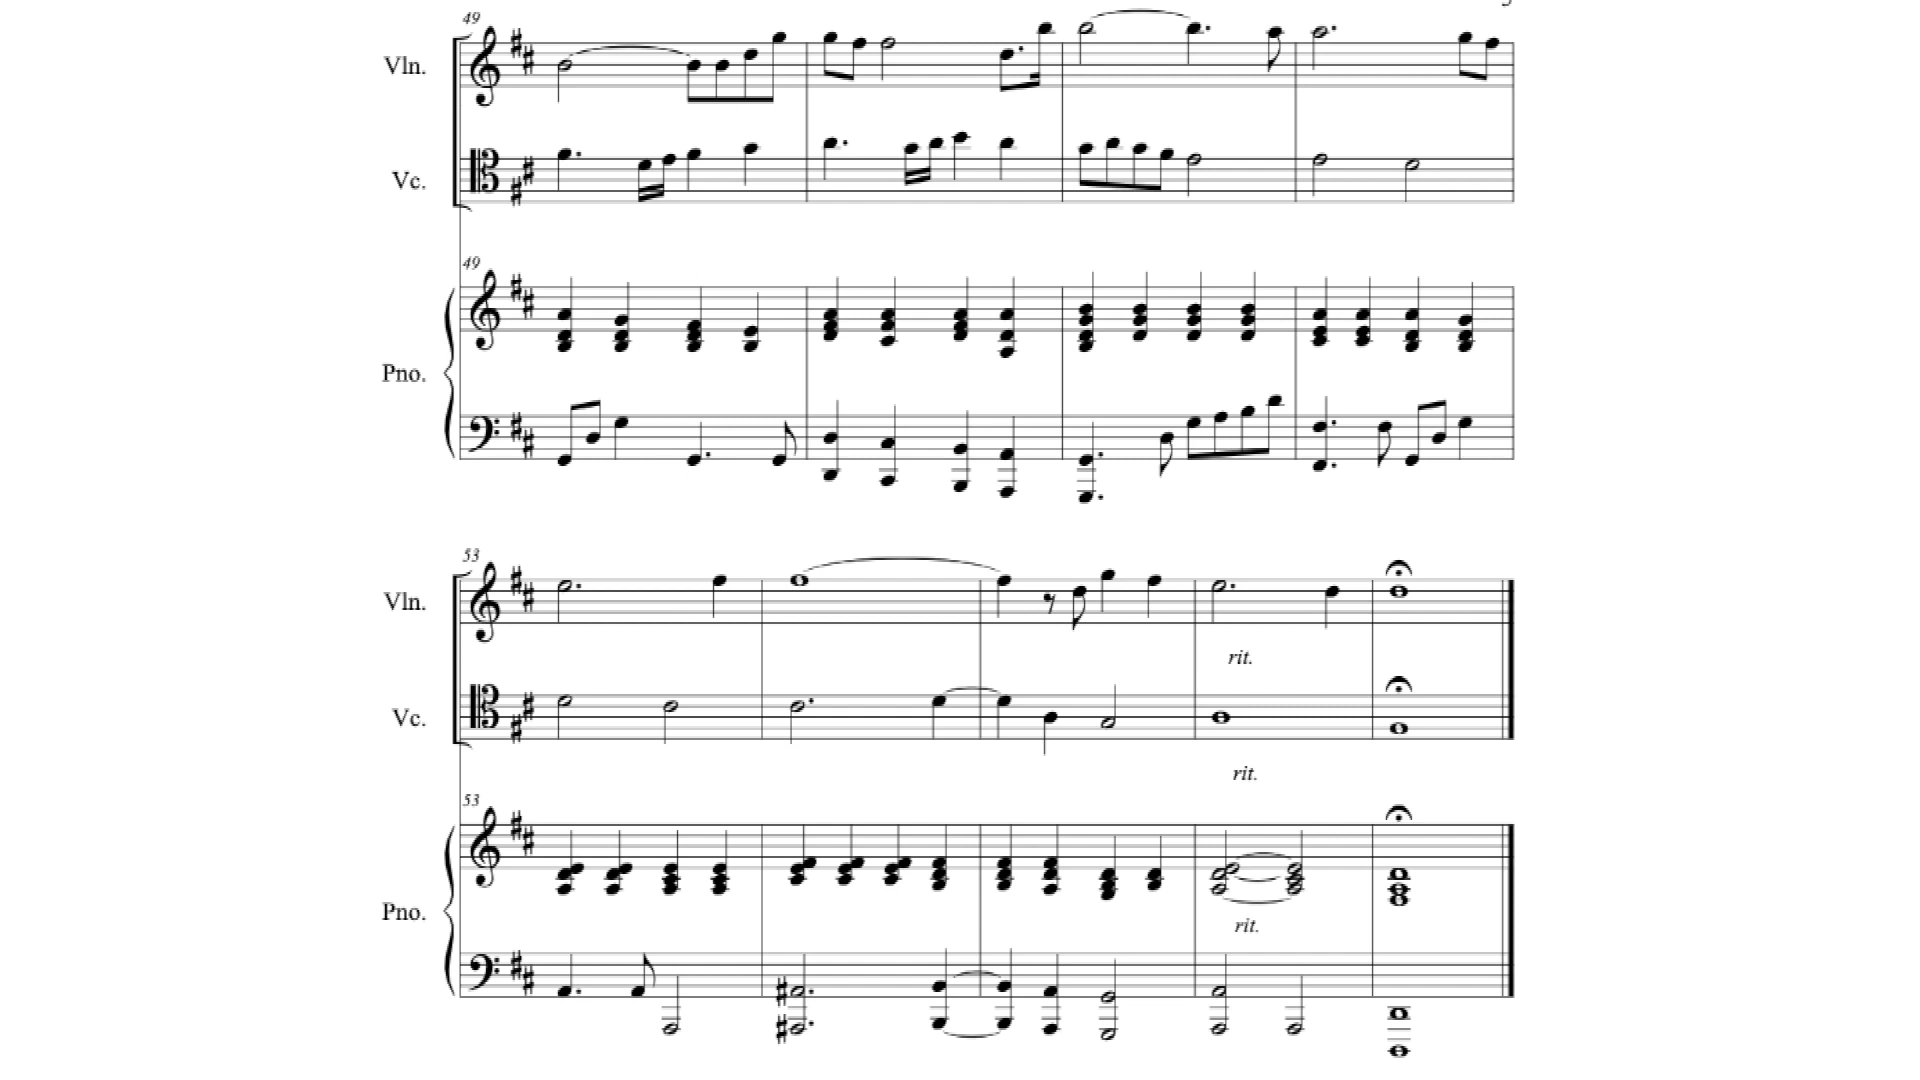 49
Vln.
Vc.
49
Pno.
53
Vln.
rit.
Vc.
rit.
53
Pno.
rit.